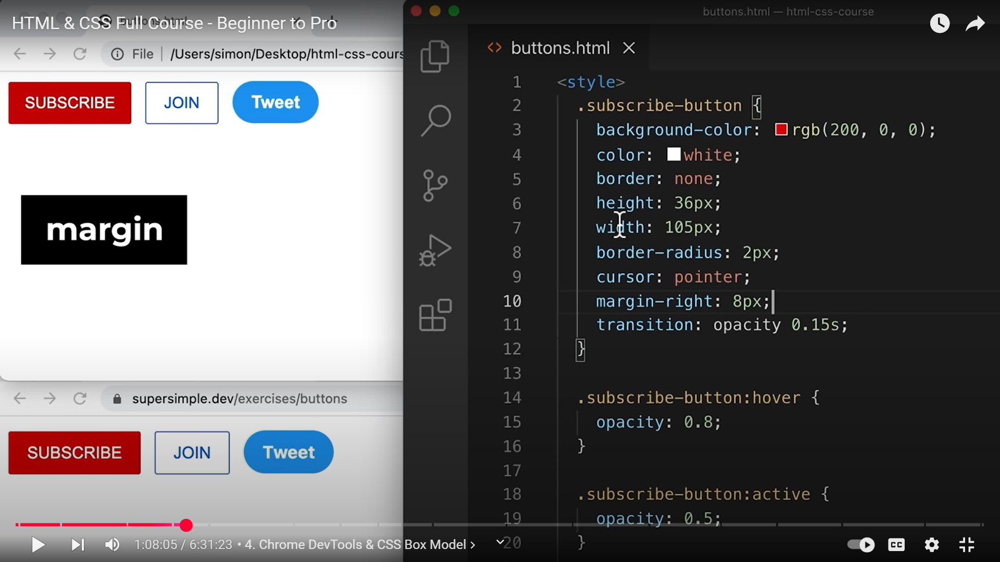 HTML & CSS Full Course - Beginner to Pro
File | /Users/simon/Desktop/html-css-cours
SUBSCRIBE
JOIN
Tweet
margin
supersimple.dev/exercises/buttons
SUBSCRIBE
JOIN
Tweet
buttons.html — html-css-course
<> buttons.html
1 <style>
2 .subscribe-button {
3 background-color: rgb(200, 0, 0);
4 color: white;
5 border: none;
6 height: 36px;
7 width: 105px;
8 border-radius: 2px;
9 cursor: pointer;
10 margin-right: 8px;
11 transition: opacity 0.15s;
12 }
13
14 .subscribe-button:hover {
15 opacity: 0.8;
16 }
17
18 .subscribe-button:active {
19 opacity: 0.5;
20 }
1:08:05 / 6:31:23 • 4. Chrome DevTools & CSS Box Model >
CC